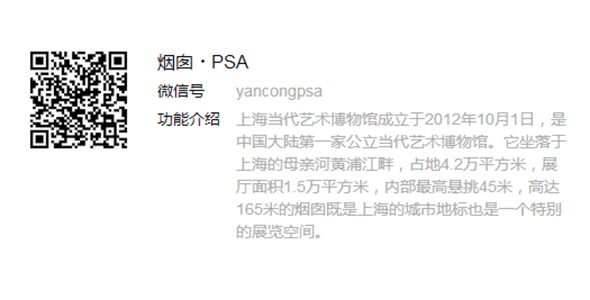 烟囱·PSA
微信号 yancongpsa
功能介绍 上海当代艺术博物馆成立于2012年10月1日，是
中国大陆第一家公立当代艺术博物馆。它坐落于
上海的母亲河黄浦江畔，占地4.2万平方米，展
厅面积1.5万平方米，内部最高悬挑45米，高达
165米的烟囱既是上海的城市地标也是一个特别
的展览空间。